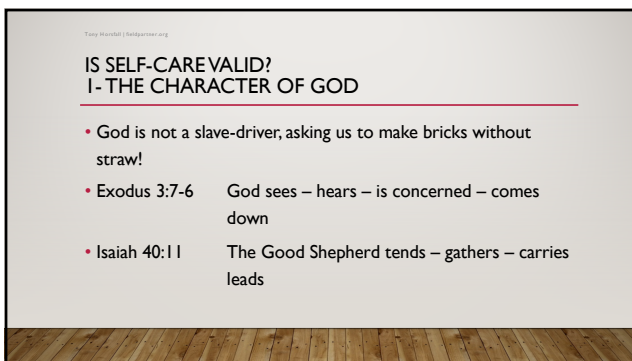 Tony Horsfall | fieldpartner.org
IS SELF-CARE VALID?
1- THE CHARACTER OF GOD
• God is not a slave-driver, asking us to make bricks without
straw!
• Exodus 3:7-6 God sees – hears – is concerned – comes
down
• Isaiah 40:11 The Good Shepherd tends – gathers – carries
leads